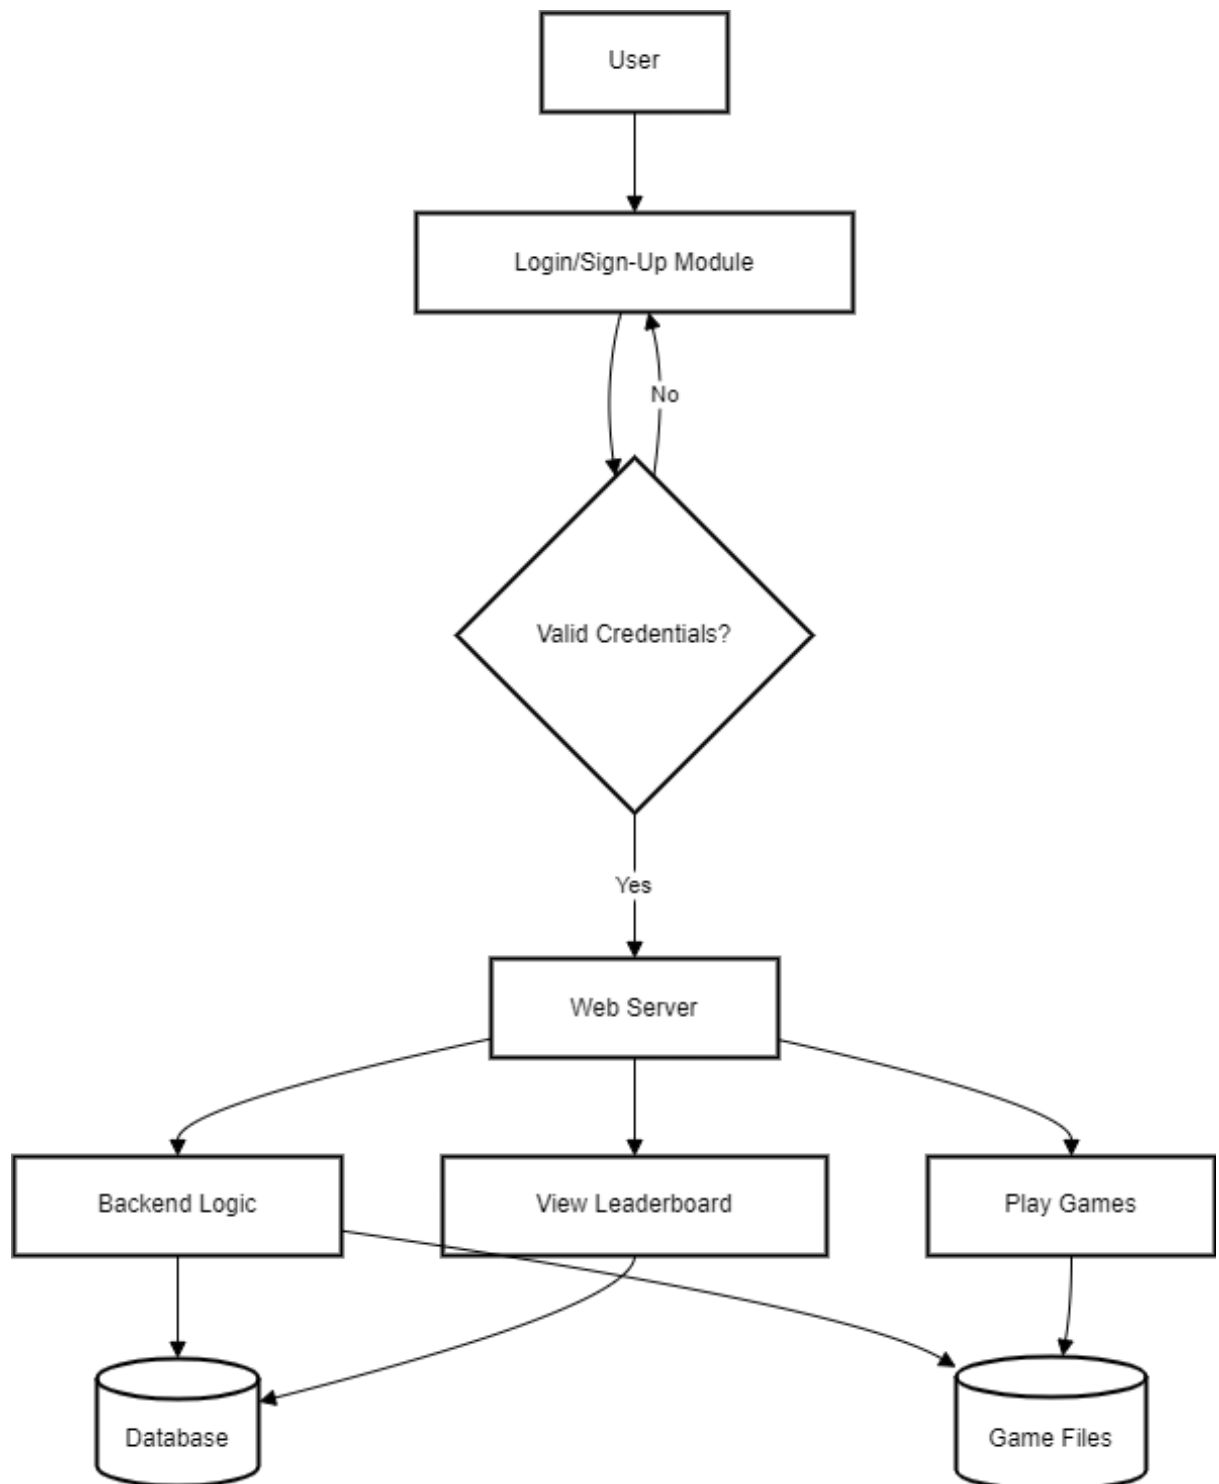 User
Login/Sign-Up Module
No
Valid Credentials?
Yes
Web Server
Backend Logic
View Leaderboard
Play Games
Database
Game Files